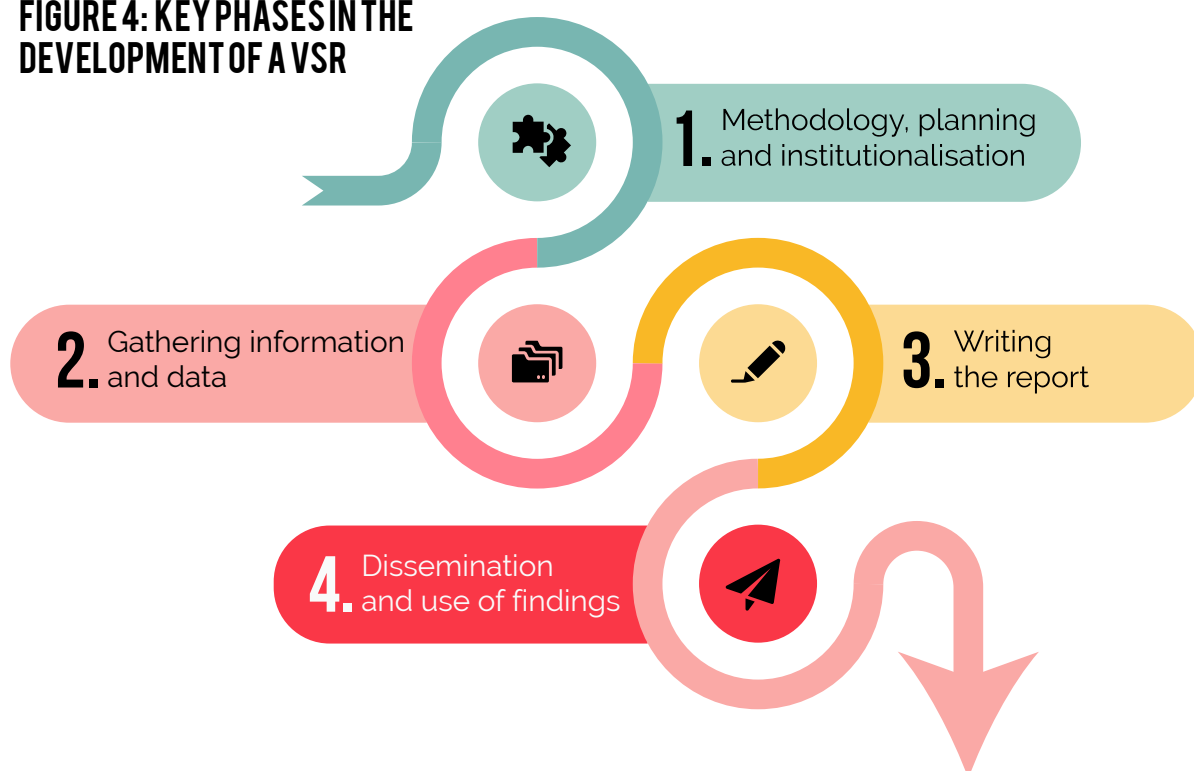 FIGURE 4: KEY PHASES IN THE
DEVELOPMENT OF A VSR
1. Methodology, planning
and institutionalisation
2. Gathering information
and data
3. Writing
the report
4. Dissemination
and use of findings